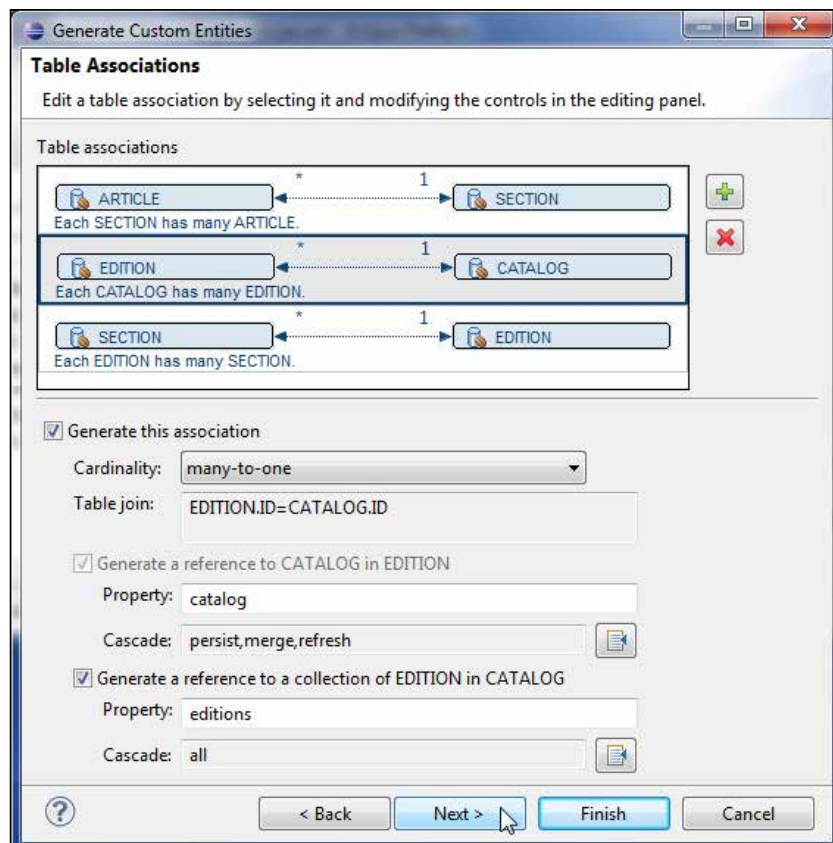 Generate Custom Entities
Table Associations
Edit a table association by selecting it and modifying the controls in the editing panel.
Table associations
* 1
ARTICLE SECTION
Each SECTION has many ARTICLE.
* 1
EDITION CATALOG
Each CATALOG has many EDITION.
* 1
SECTION EDITION
Each EDITION has many SECTION.
Generate this association
Cardinality: many-to-one
Table join: EDITION.ID=CATALOG.ID
Generate a reference to CATALOG in EDITION
Property: catalog
Cascade: persist,merge,refresh
Generate a reference to a collection of EDITION in CATALOG
Property: editions
Cascade: all
? < Back Next > Finish Cancel